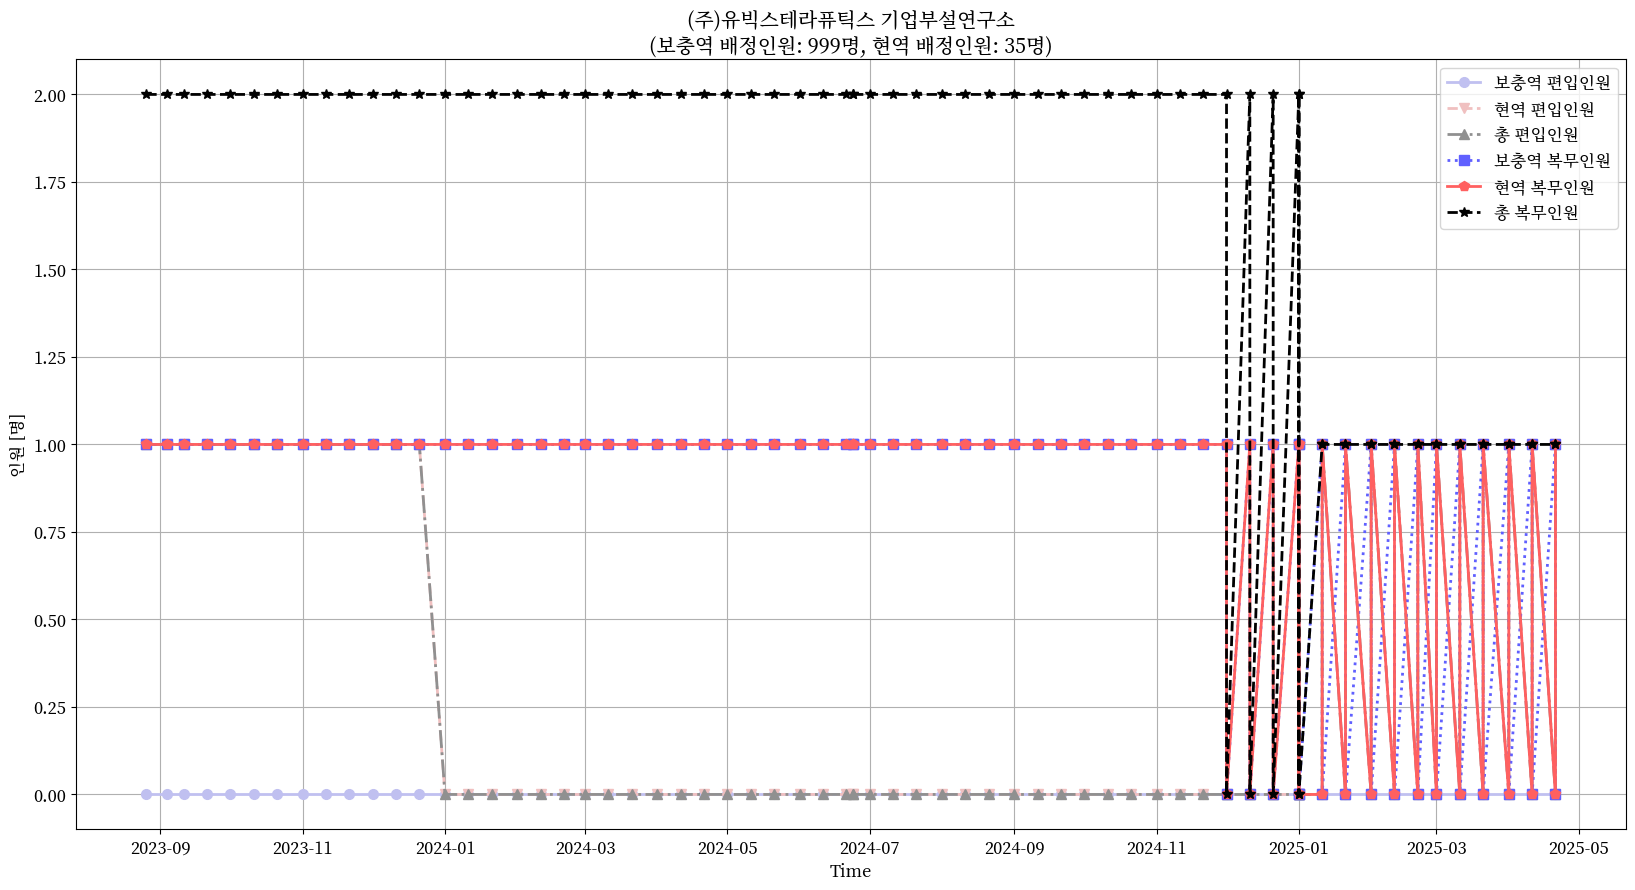 (주)유빅스테라퓨틱스 기업부설연구소
(보충역 배정인원: 999명, 현역 배정인원: 35명)
보충역 편입인원
현역 편입인원
총 편입인원
보충역 복무인원
현역 복무인원
총 복무인원
인원 [명]
2.00
1.75
1.50
1.25
1.00
0.75
0.50
0.25
0.00
2023-09 2023-11 2024-01 2024-03 2024-05 2024-07 2024-09 2024-11 2025-01 2025-03 2025-05
Time